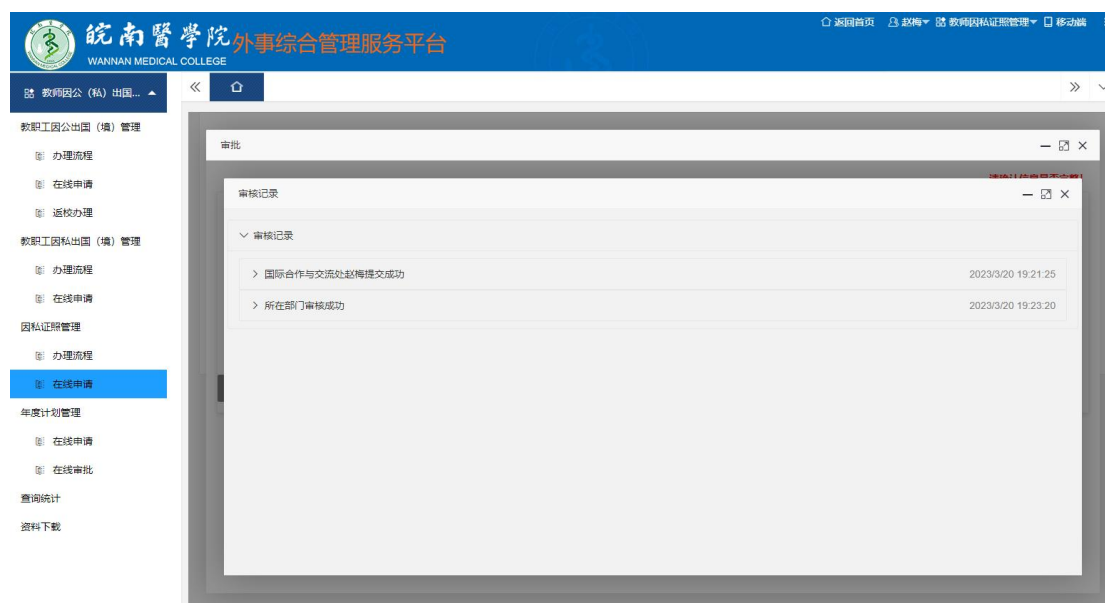 皖南醫學院
WANNAN MEDICAL COLLEGE
外事综合管理服务平台
返回首页 赵梅 教师因私证照管理 移动端
教师因公（私）出国...
教职工因公出国（境）管理
办理流程
在线申请
返校办理
教职工因私出国（境）管理
办理流程
在线申请
因私证照管理
办理流程
在线申请
年度计划管理
在线申请
在线审批
查询统计
资料下载
审批
审核记录
审核记录
国际合作与交流处赵梅提交成功 2023/3/20 19:21:25
所在部门审核成功 2023/3/20 19:23:20